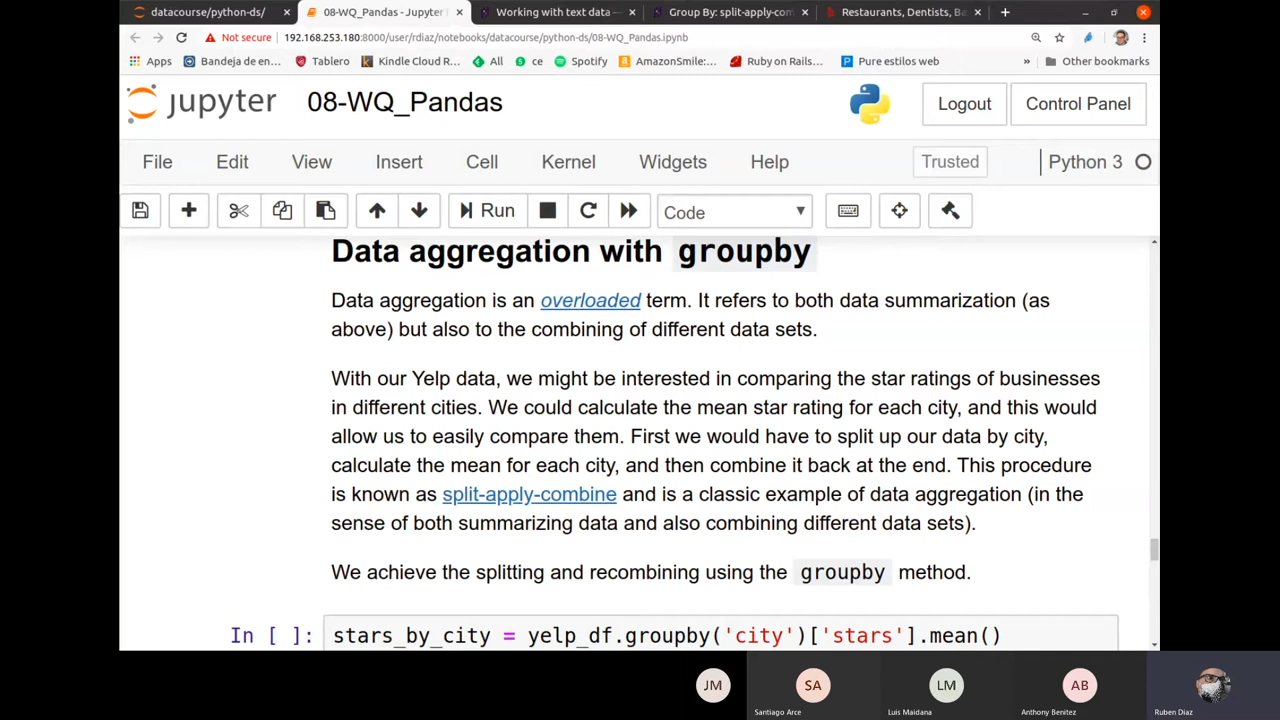 datacourse/python-ds/
08-WQ_Pandas - Jupyter
Working with text data —
Group By: split-apply-com
Restaurants, Dentists, Ba
Not secure
192.168.253.180:8000/user/rdiaz/notebooks/datacourse/python-ds/08-WQ_Pandas.ipynb
Apps
Bandeja de en...
Tablero
Kindle Cloud R...
All
ce
Spotify
AmazonSmile:...
Ruby on Rails...
Pure estilos web
»
Other bookmarks
jupyter
08-WQ_Pandas
Logout
Control Panel
File
Edit
View
Insert
Cell
Kernel
Widgets
Help
Trusted
Python 3
Run
Code
Data aggregation with groupby
Data aggregation is an overloaded term. It refers to both data summarization (as
above) but also to the combining of different data sets.
With our Yelp data, we might be interested in comparing the star ratings of businesses
in different cities. We could calculate the mean star rating for each city, and this would
allow us to easily compare them. First we would have to split up our data by city,
calculate the mean for each city, and then combine it back at the end. This procedure
is known as split-apply-combine and is a classic example of data aggregation (in the
sense of both summarizing data and also combining different data sets).
We achieve the splitting and recombining using the groupby method.
In [ ]: stars_by_city = yelp_df.groupby('city')['stars'].mean()
JM
SA
LM
AB
Santiago Arce
Luis Maidana
Anthony Benitez
Ruben Diaz